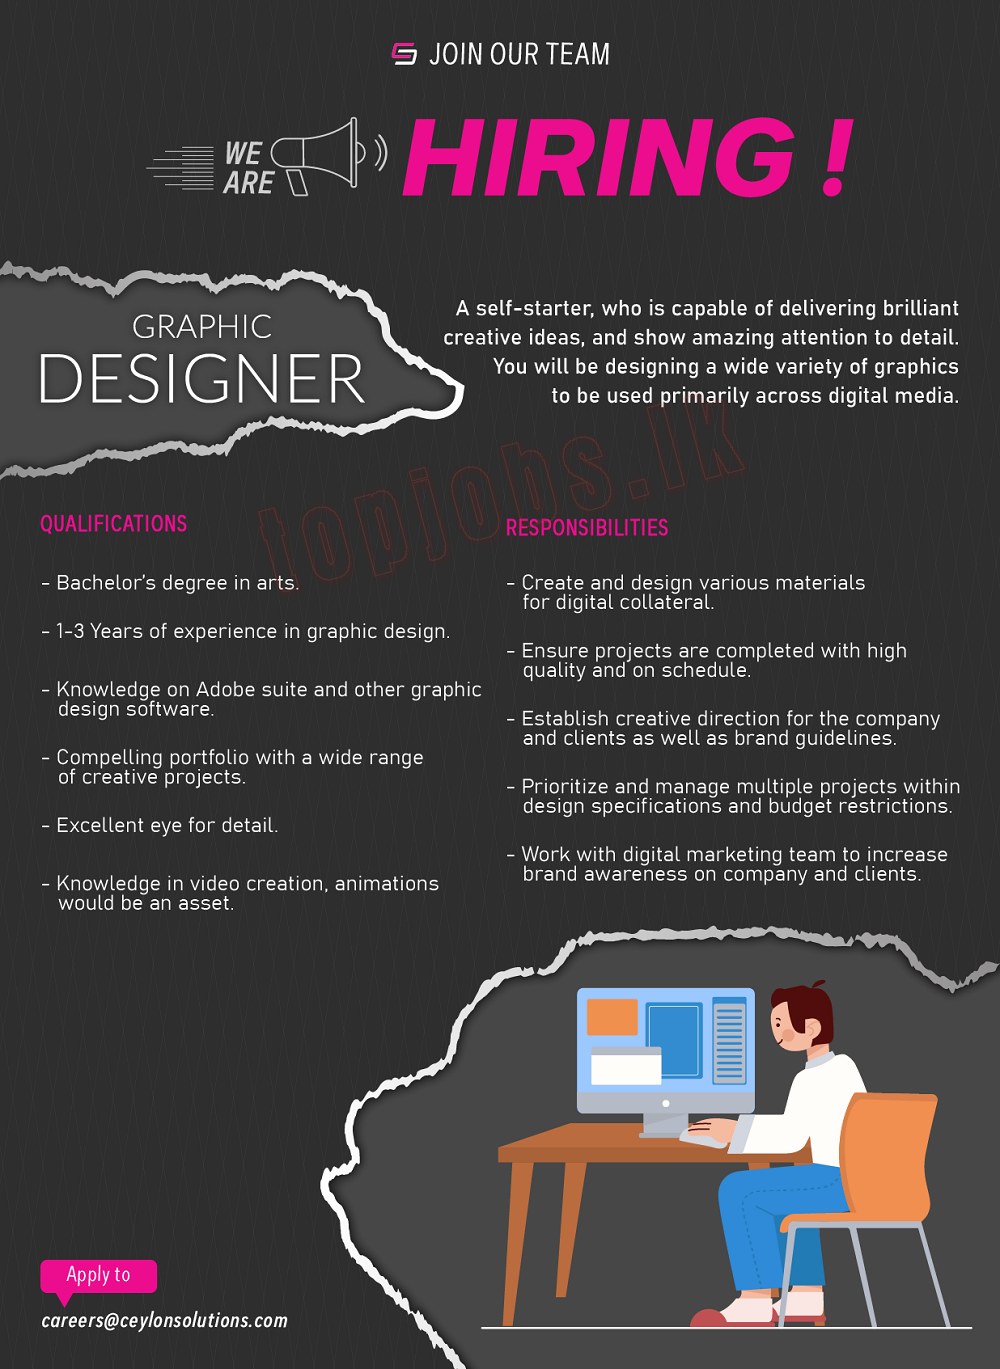 JOIN OUR TEAM
WE
ARE
HIRING !
GRAPHIC
DESIGNER
A self-starter, who is capable of delivering brilliant
creative ideas, and show amazing attention to detail.
You will be designing a wide variety of graphics
to be used primarily across digital media.
topjobs.lk
QUALIFICATIONS
- Bachelor's degree in arts.
- 1-3 Years of experience in graphic design.
- Knowledge on Adobe suite and other graphic
design software.
- Compelling portfolio with a wide range
of creative projects.
- Excellent eye for detail.
- Knowledge in video creation, animations
would be an asset.
RESPONSIBILITIES
- Create and design various materials
for digital collateral.
- Ensure projects are completed with high
quality and on schedule.
- Establish creative direction for the company
and clients as well as brand guidelines.
- Prioritize and manage multiple projects within
design specifications and budget restrictions.
- Work with digital marketing team to increase
brand awareness on company and clients.
Apply to
careers@ceylonsolutions.com